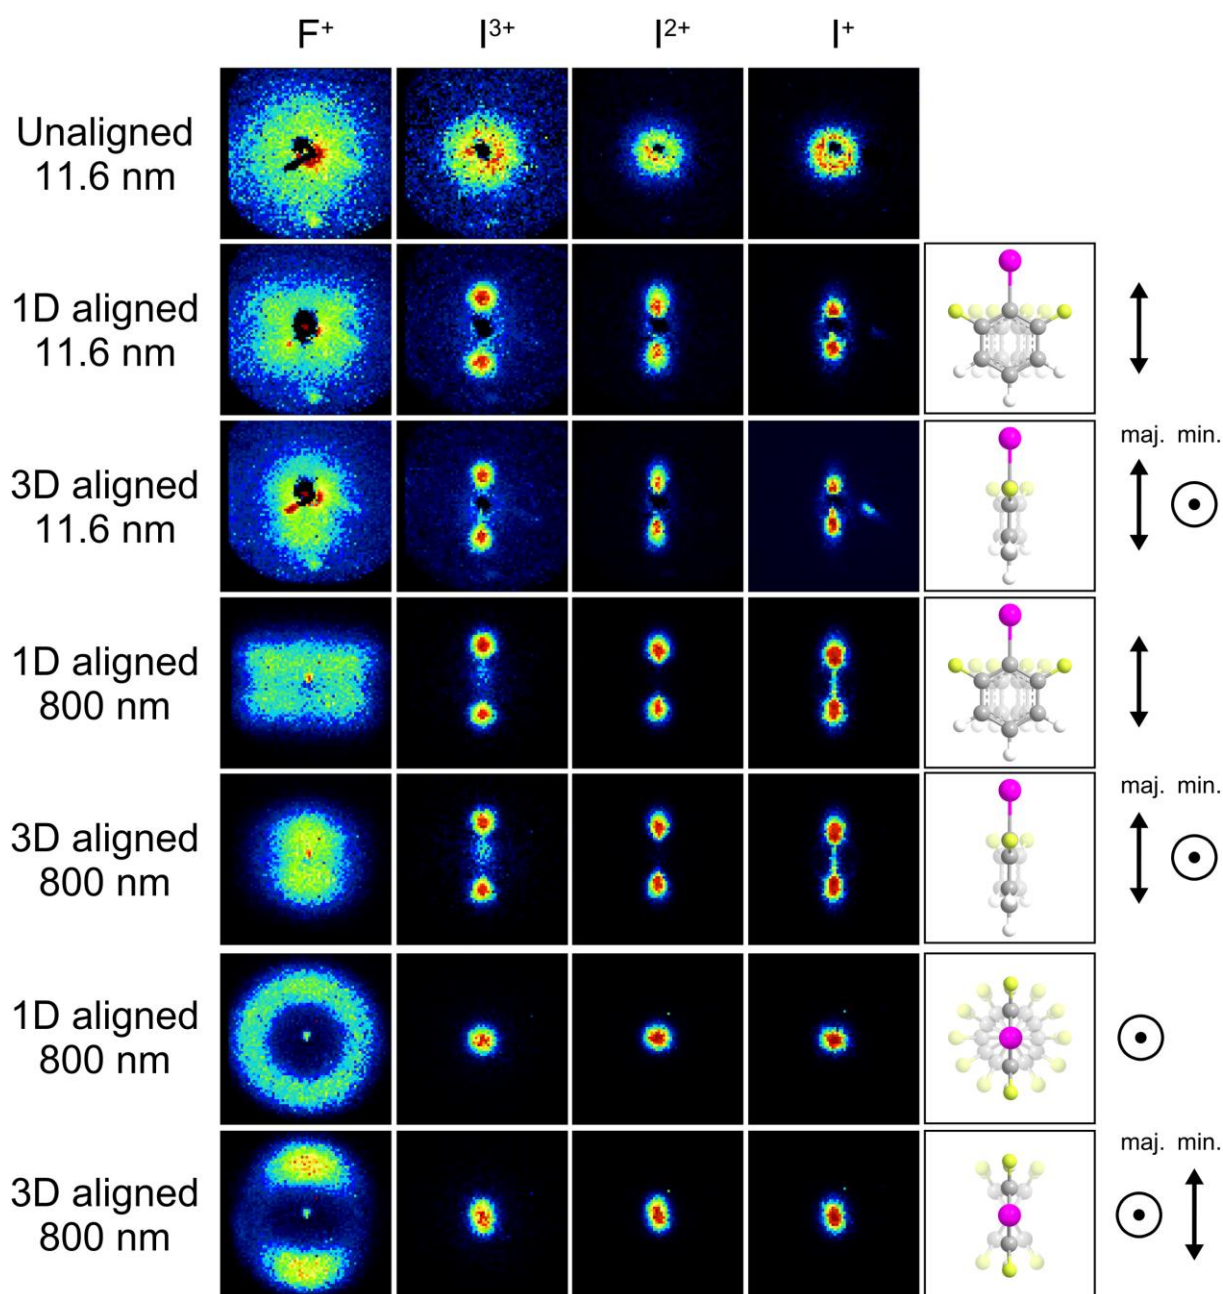 F⁺ I³⁺ I²⁺ I⁺
Unaligned
11.6 nm
1D aligned
11.6 nm
maj. min.
3D aligned
11.6 nm
1D aligned
800 nm
maj. min.
3D aligned
800 nm
1D aligned
800 nm
maj. min.
3D aligned
800 nm